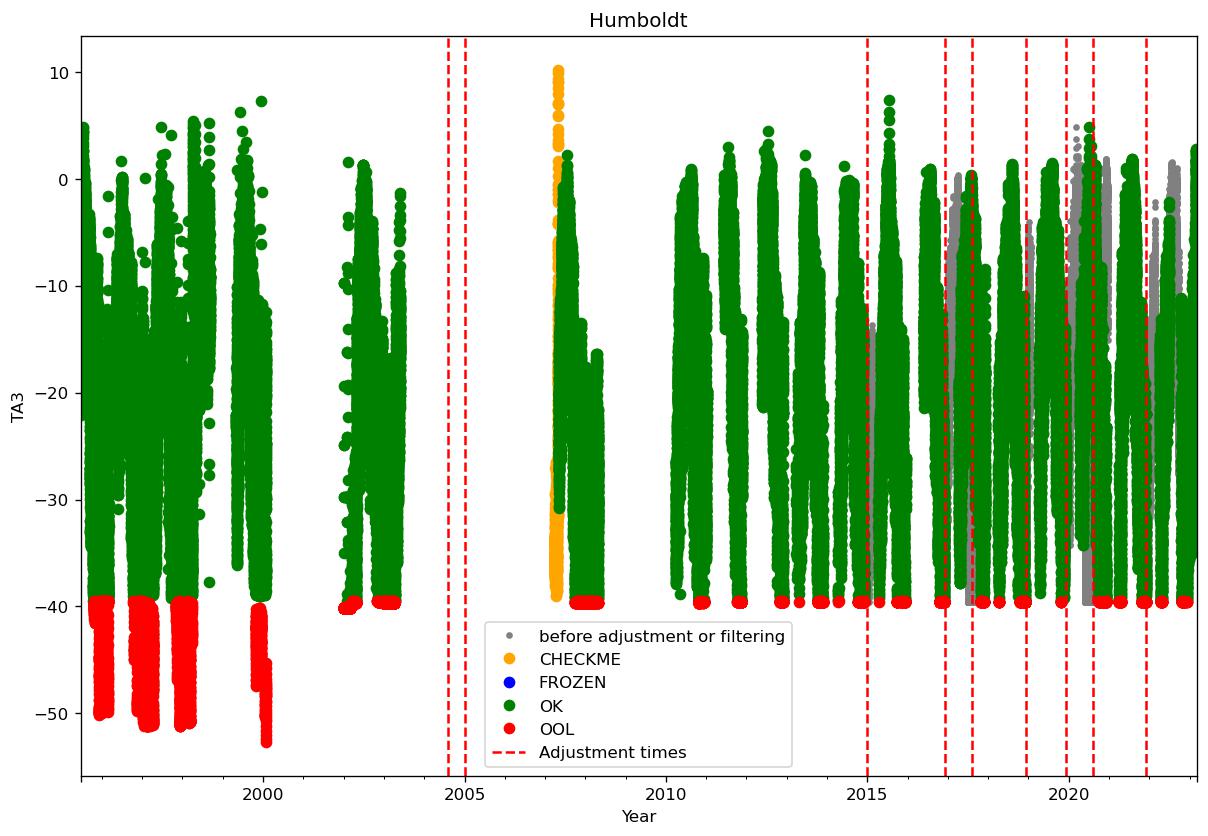 Humboldt
10
0
−10
−20
−30
−40
−50
TA3
before adjustment or filtering
CHECKME
FROZEN
OK
OOL
Adjustment times
2000
2005
2010
2015
2020
Year